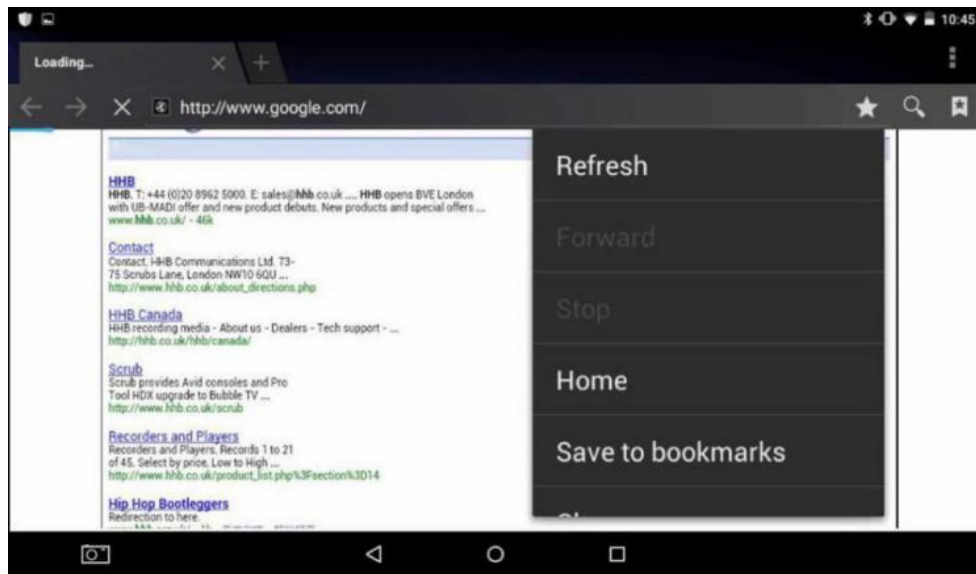 10:45
Loading...
http://www.google.com/
HHB
HHB. T: +44 (0)20 8962 5000. E: sales@hhb.co.uk .... HHB opens BVE London
with UB-MADI offer and new product debuts. New products and special offers ...
www.hhb.co.uk/ - 46k
Contact
Contact. HHB Communications Ltd. 73-
75 Scrubs Lane, London NW10 6QU ...
http://www.hhb.co.uk/about_directions.php
HHB Canada
HHB recording media - About us - Dealers - Tech support - ...
http://hhb.co.uk/hhb/canada/
Scrub
Scrub provides Avid consoles and Pro
Tool HDX upgrade to Bubble TV ...
http://www.hhb.co.uk/scrub
Recorders and Players
Recorders and Players. Records 1 to 21
of 45. Select by price, Low to High ...
http://www.hhb.co.uk/product_list.php%3Fsection%3D14
Hip Hop Bootleggers
Redirection to here.
Refresh
Forward
Stop
Home
Save to bookmarks